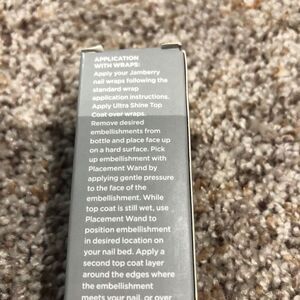 APPLICATION
WITH WRAPS:
Apply your Jamberry
nail wraps following the
standard wrap
application instructions.
Apply Ultra Shine Top
Coat over wraps.
Remove desired
embellishments from
bottle and place face up
on a hard surface. Pick
up embellishment with
Placement Wand by
applying gentle pressure
to the face of the
embellishment. While
top coat is still wet, use
Placement Wand to
position embellishment
in desired location on
your nail bed. Apply a
second top coat layer
around the edges where
the embellishment
meets your nail, or over